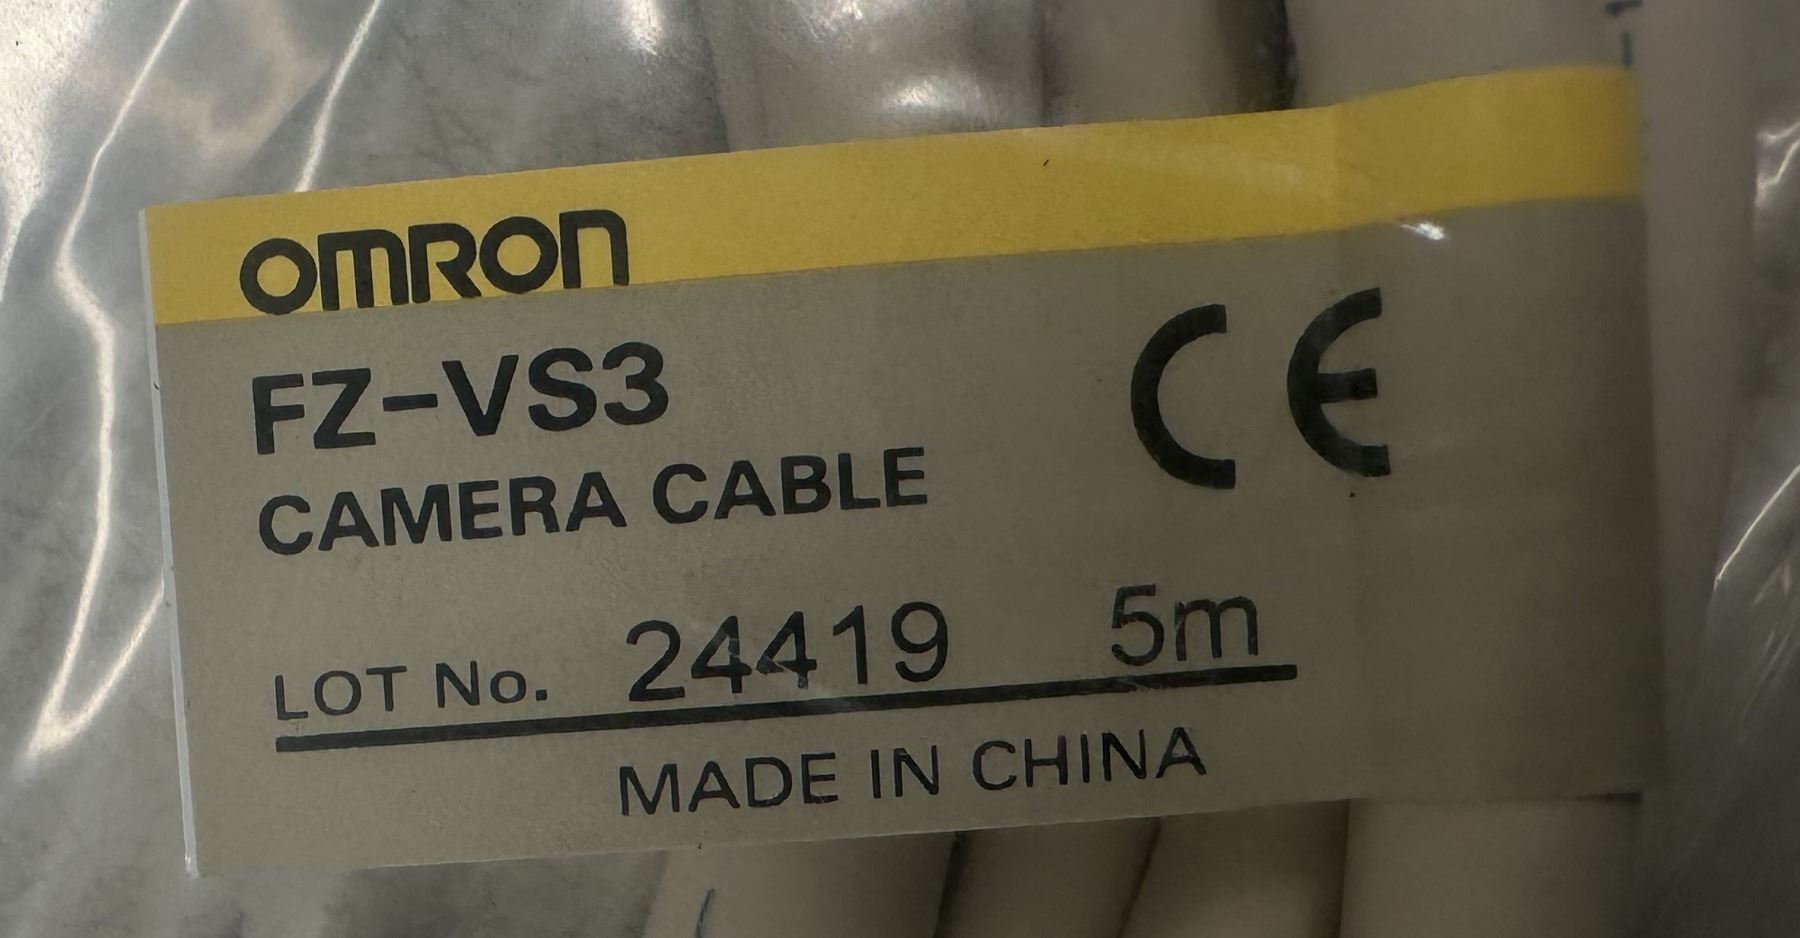 OMRON
FZ-VS3
CE
CAMERA CABLE
LOT No. 24419 5m
MADE IN CHINA